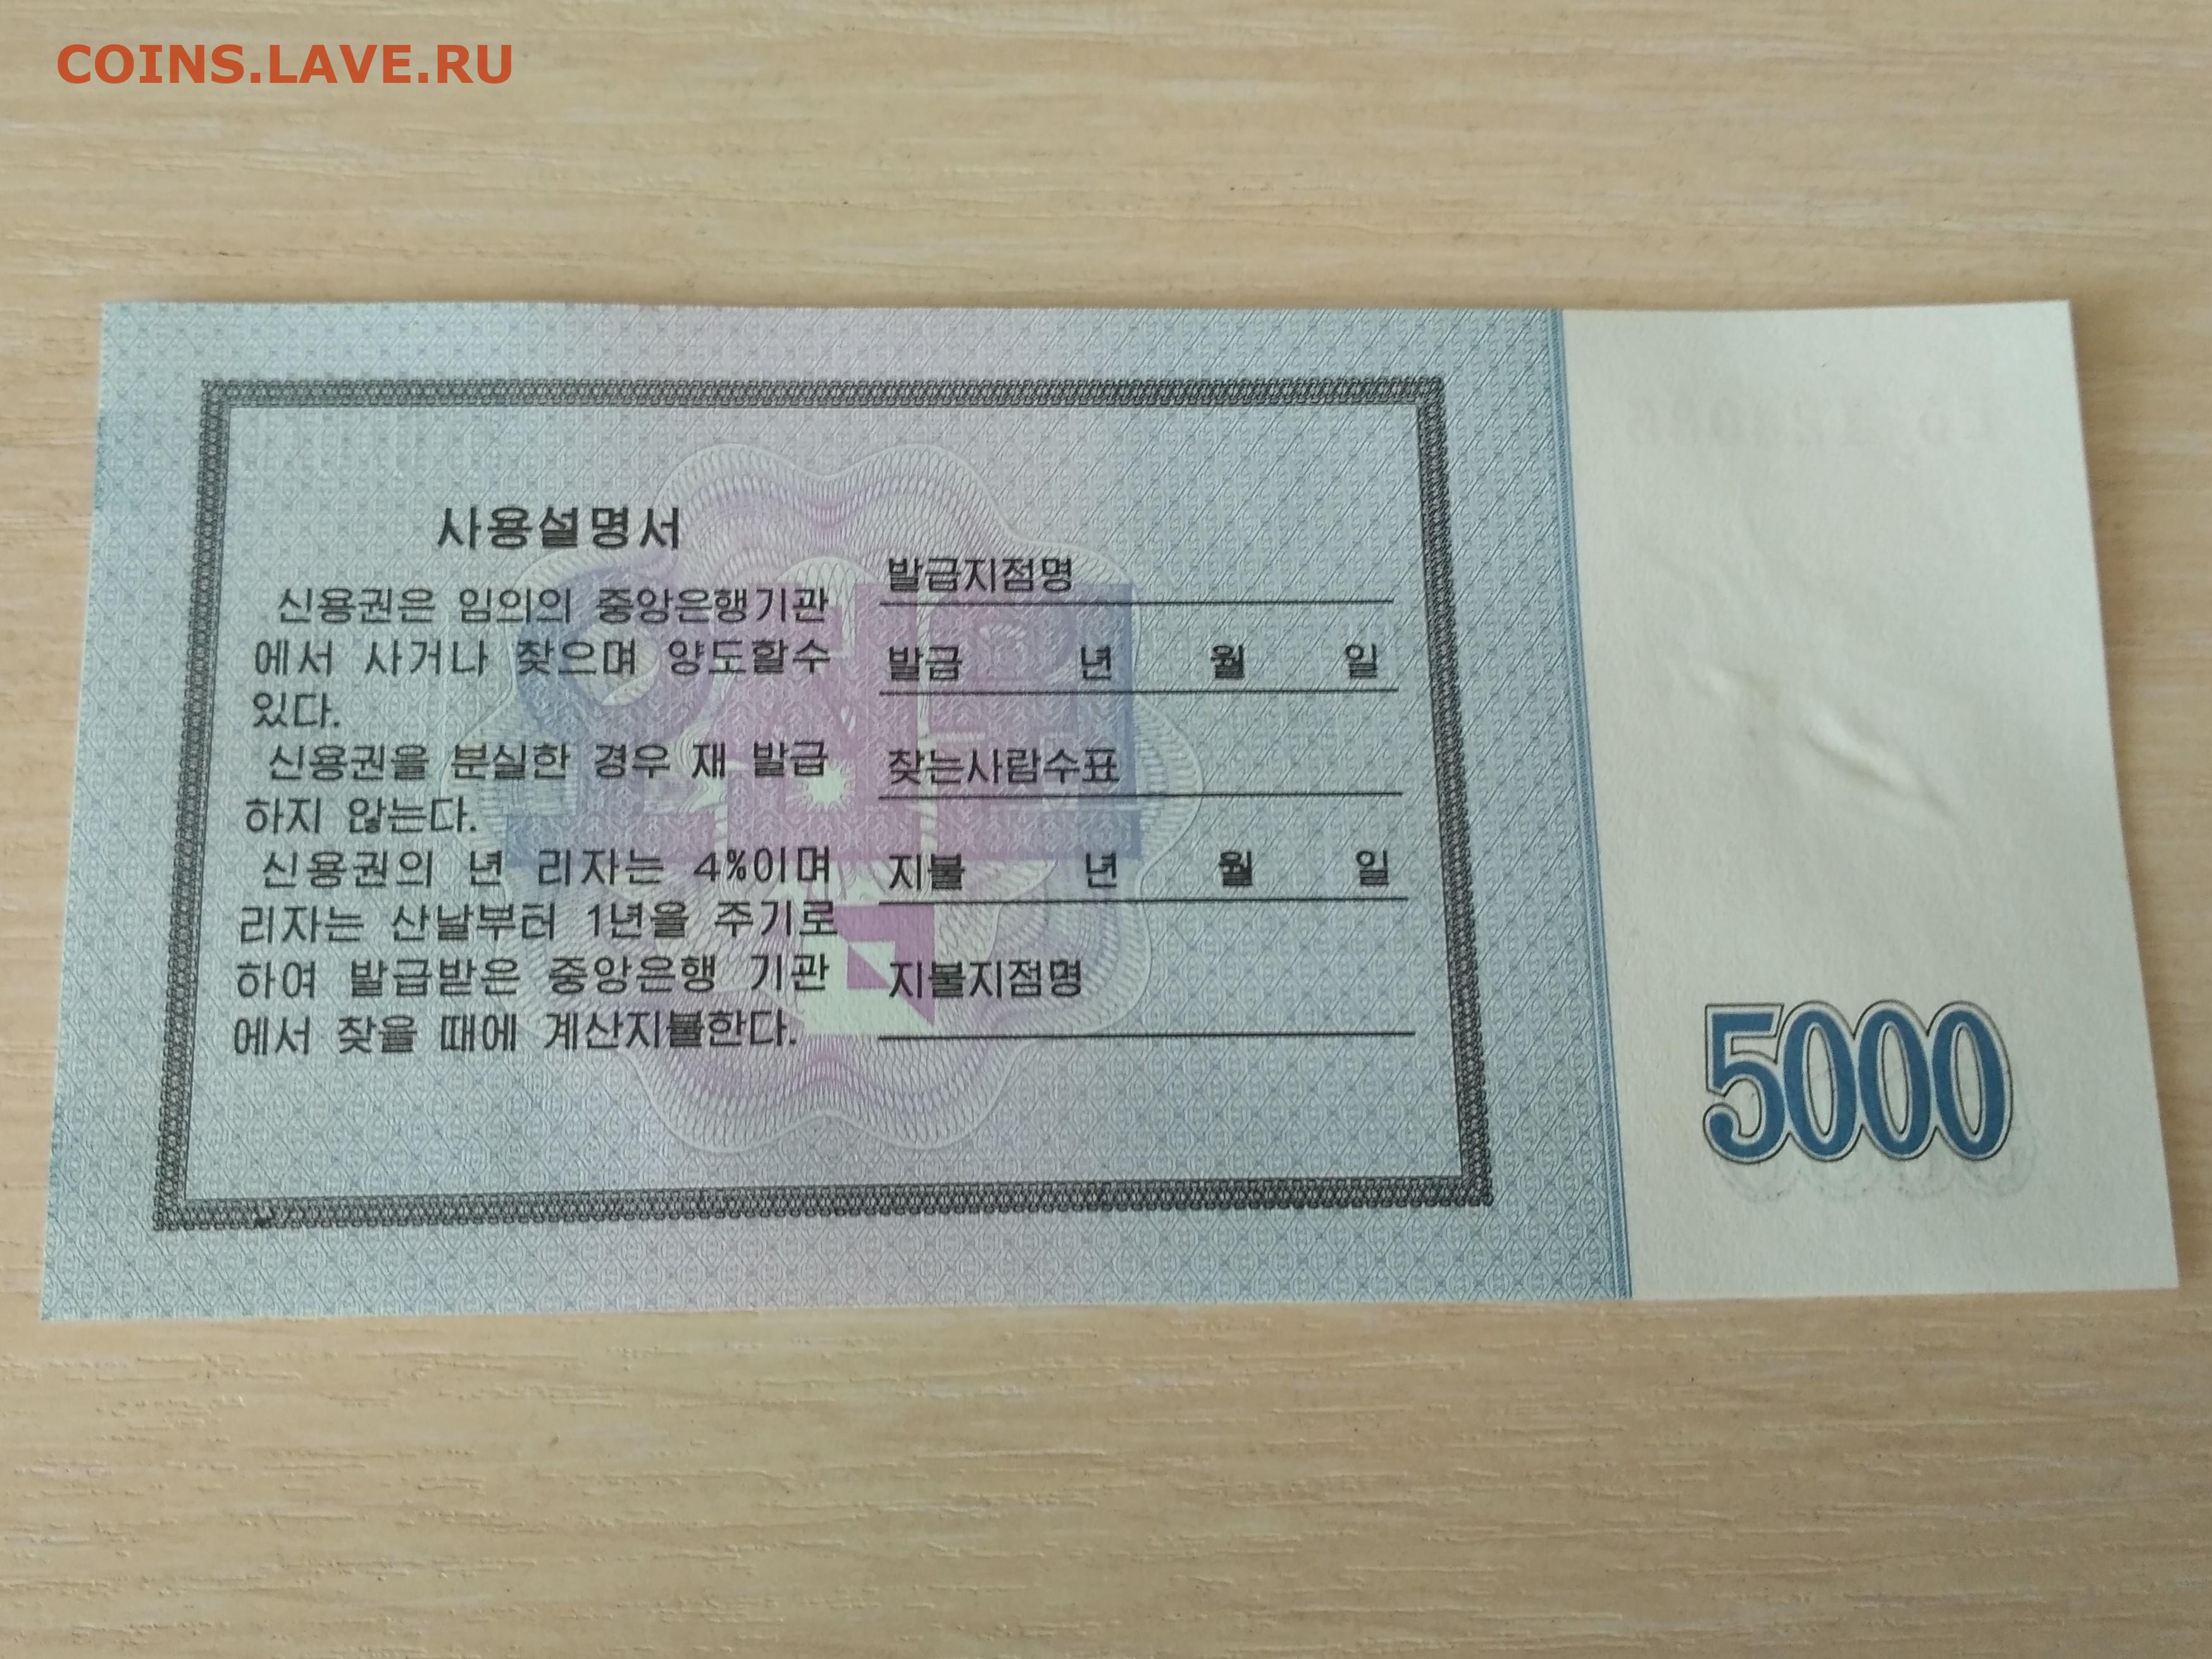 COINS.LAVE.RU
사용설명서
신용권은 임의의 중앙은행기관
에서 사거나 찾으며 양도할수
있다.
신용권을 분실한 경우 재 발급
하지 않는다.
신용권의 년 리자는 4%이며
리자는 산날부터 1년을 주기로
하여 발급받은 중앙은행 기관
에서 찾을 때에 계산지불한다.
발급지점명
발급 년 월 일
찾는사람수표
지불 년 월 일
지불지점명
5000